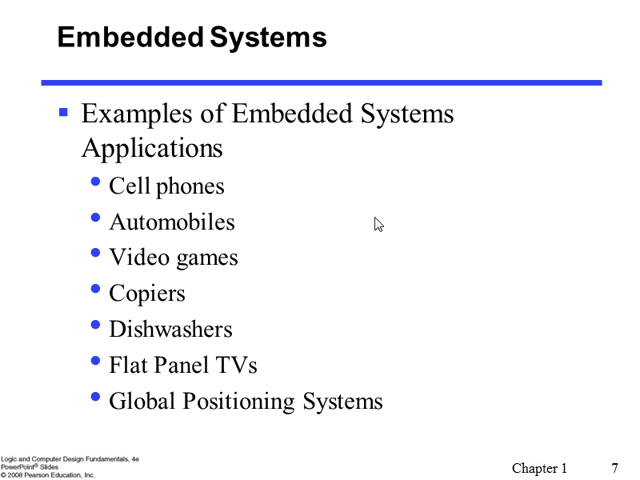 Embedded Systems
Examples of Embedded Systems
Applications
Cell phones
Automobiles
Video games
Copiers
Dishwashers
Flat Panel TVs
Global Positioning Systems
Logic and Computer Design Fundamentals, 4e
PowerPoint® Slides
© 2008 Pearson Education, Inc.
Chapter 1 7